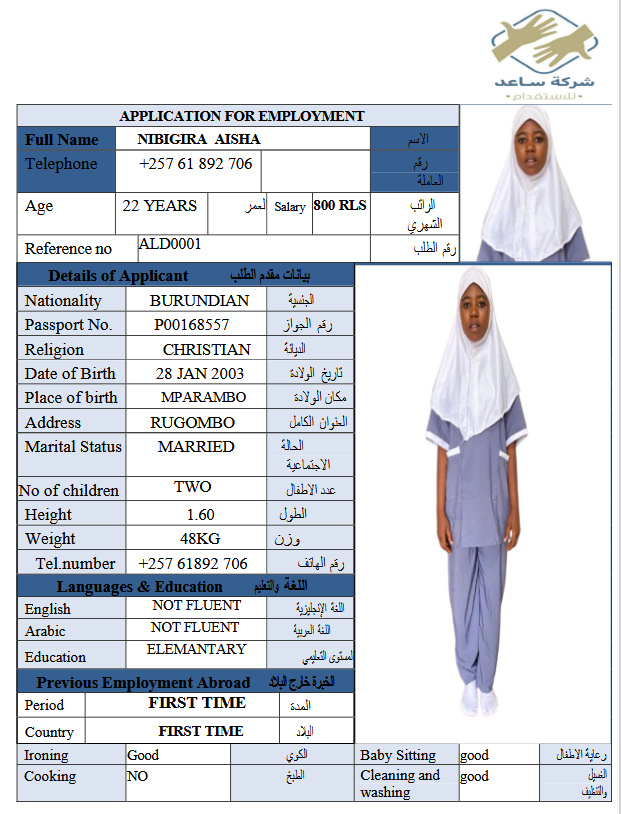 شركة ساعد
•للاستقدام•
APPLICATION FOR EMPLOYMENT
Full Name NIBIGIRA AISHA الاسم
Telephone +257 61 892 706 رقم
العاملة
Age 22 YEARS لعمر Salary 800 RLS الراتب
الشهري
Reference no ALD0001 رقم الطلب
Details of Applicant بيانات مقدم الطلب
Nationality BURUNDIAN الجنسية
Passport No. P00168557 رقم الجواز
Religion CHRISTIAN الديانة
Date of Birth 28 JAN 2003 تاريخ الولادة
Place of birth MPARAMBO مكان الولادة
Address RUGOMBO العنوان الكامل
Marital Status MARRIED الحالة
الاجتماعية
No of children TWO عدد الاطفال
Height 1.60 الطول
Weight 48KG وزن
Tel.number +257 61892 706 رقم الهاتف
Languages & Education اللغة والتعليم
English NOT FLUENT اللغة الإنجليزية
Arabic NOT FLUENT اللغة العربية
Education ELEMANTARY لمستوى التعليمي
Previous Employment Abroad الخبرة خارج البلاد
Period FIRST TIME المدة
Country FIRST TIME البلاد
Ironing Good الكوي Baby Sitting good رعاية الاطفال
Cooking NO الطبخ Cleaning and good الغسيل
washing والتنظيف